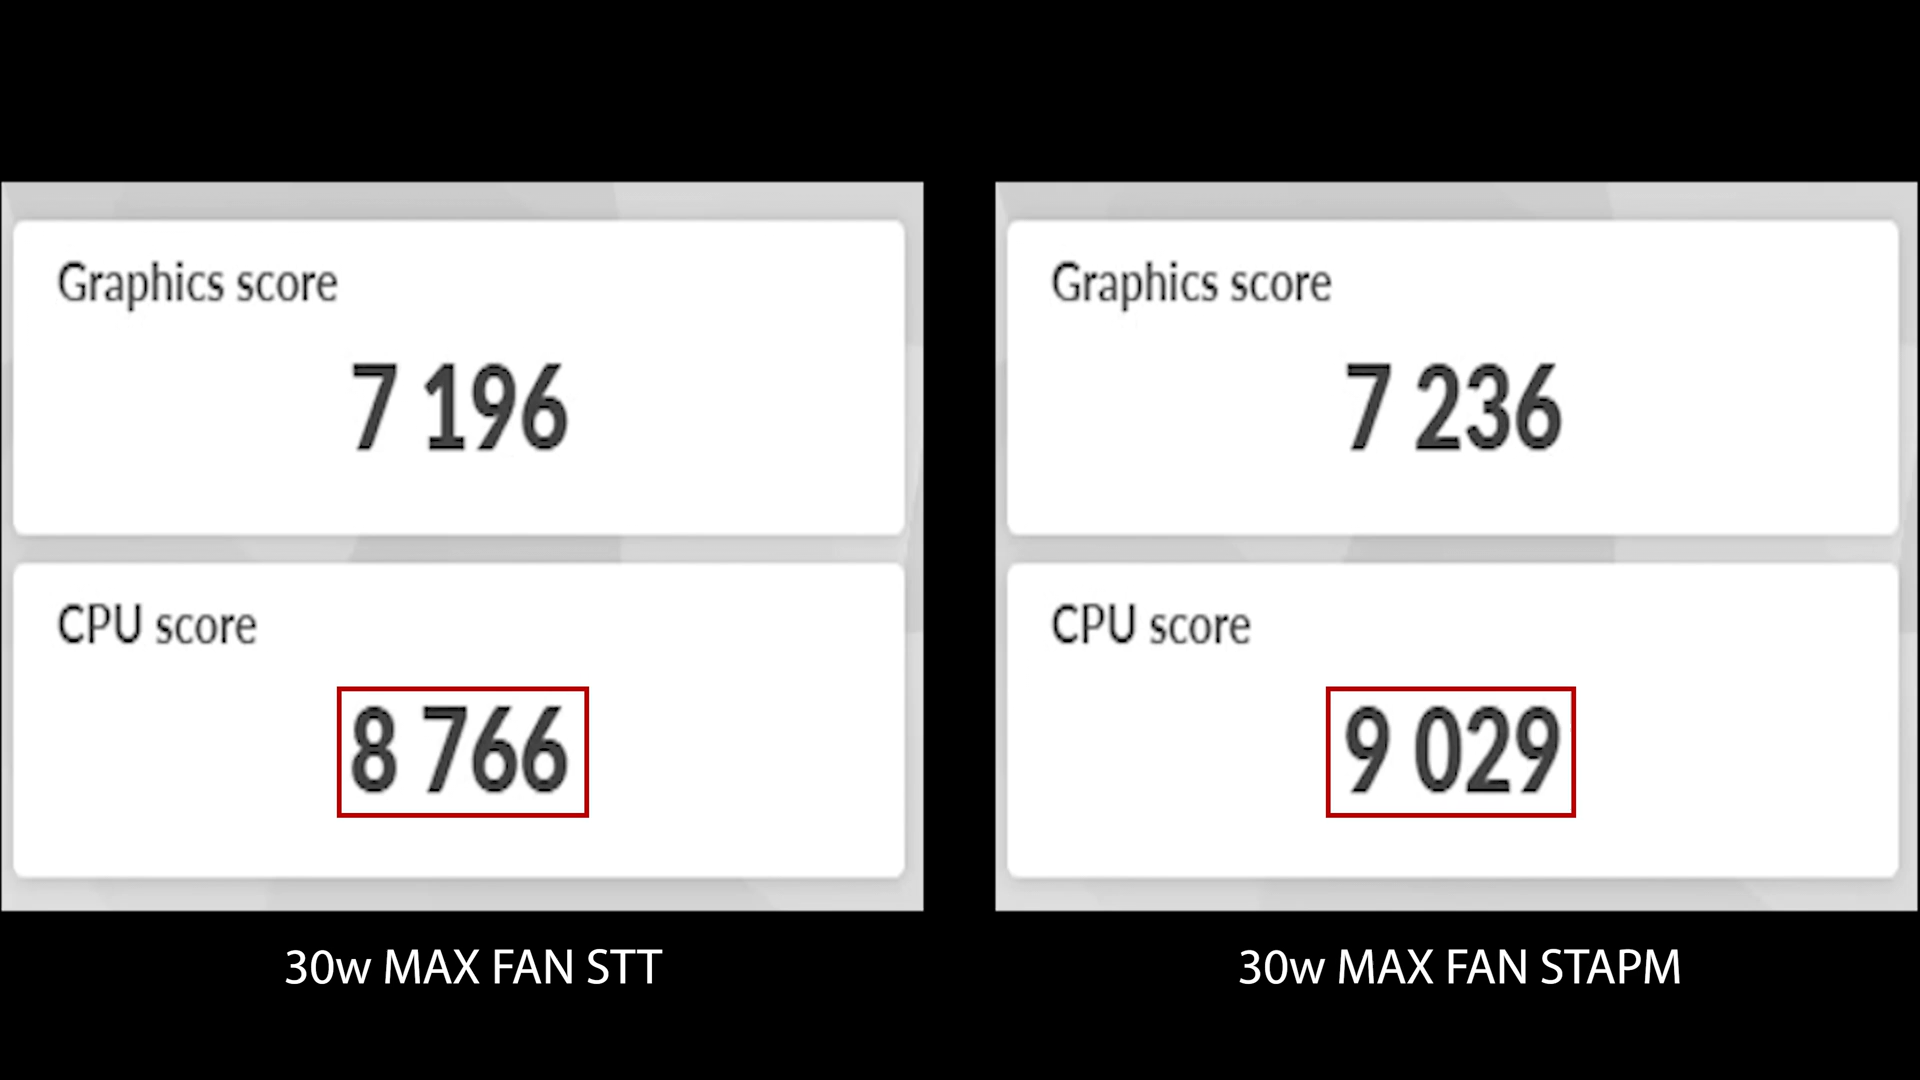 Graphics score
7 196
CPU score
8 766
30w MAX FAN STT
Graphics score
7 236
CPU score
9 029
30w MAX FAN STAPM